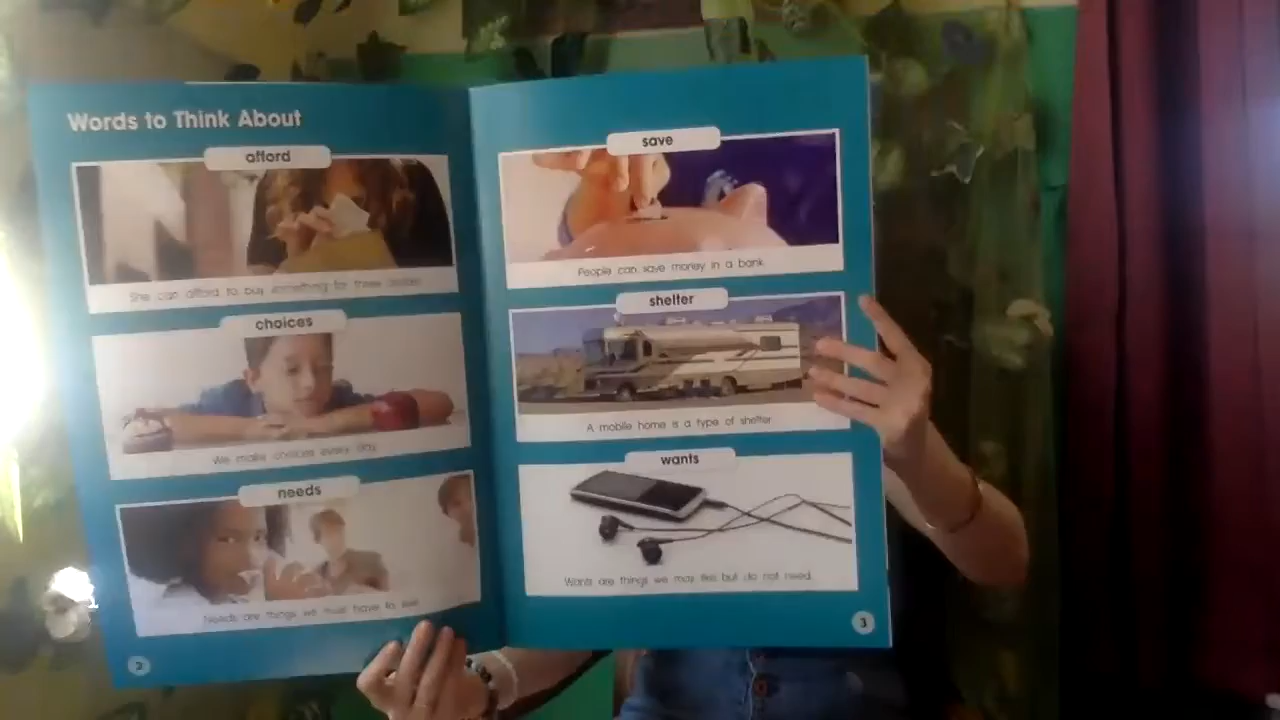 Words to Think About
afford
She can afford to buy something for three dollars.
choices
We make choices every day.
needs
Needs are things we must have to live.
2
save
People can save money in a bank.
shelter
A mobile home is a type of shelter.
wants
Wants are things we may like but do not need.
3